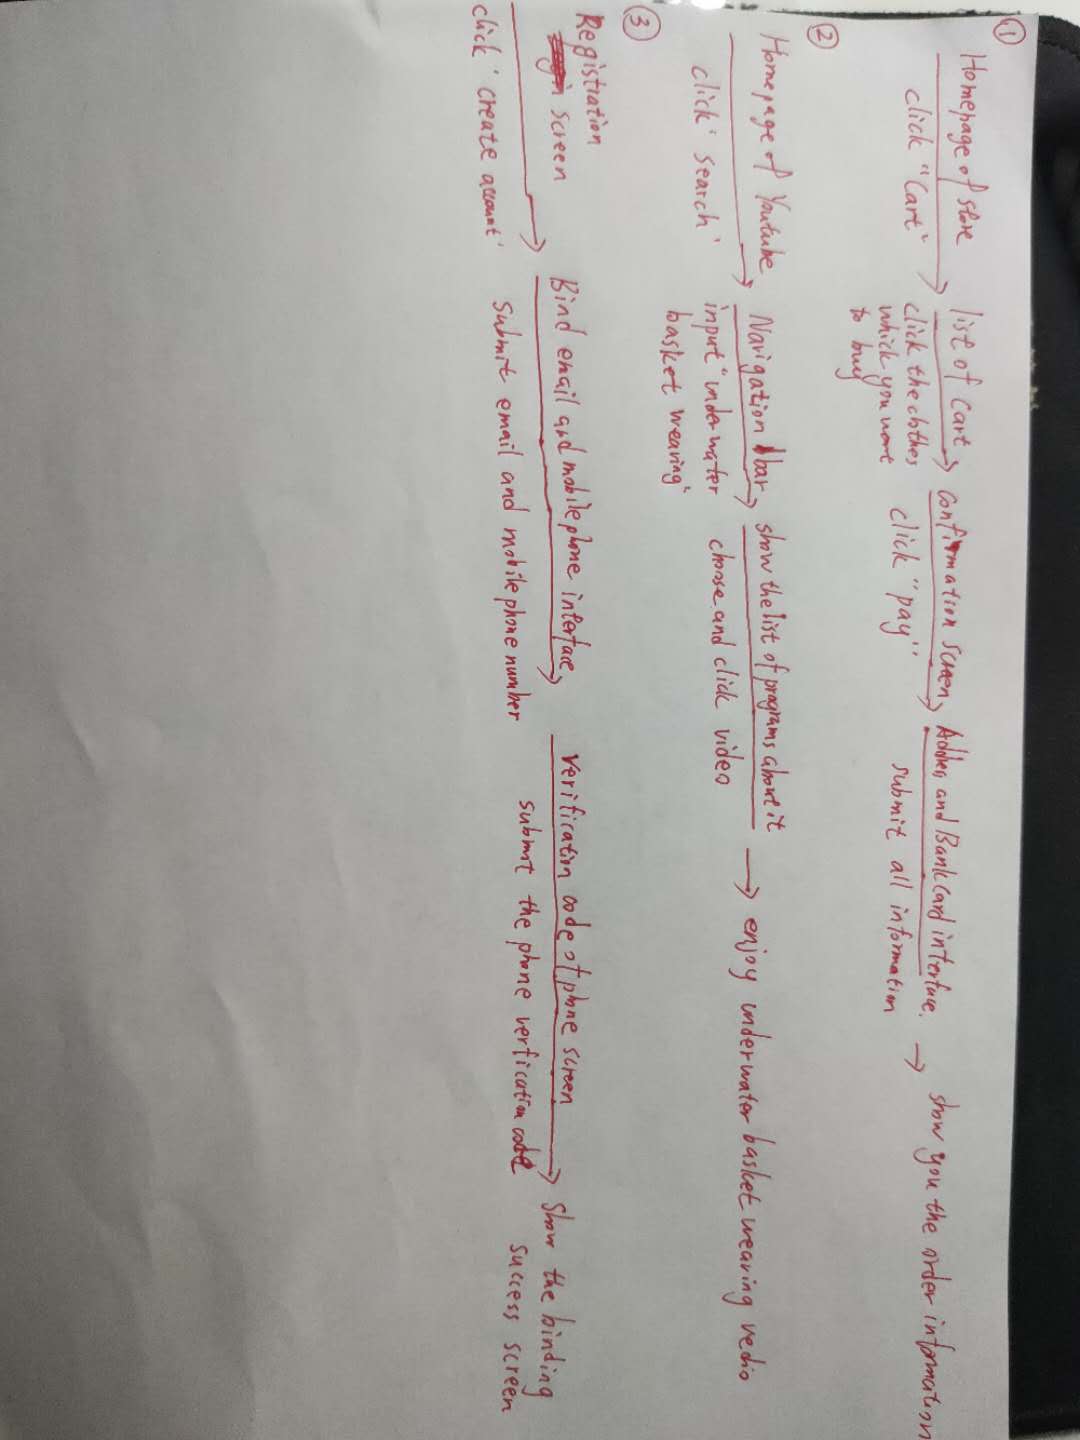 ①
Homepage of store
click "Cart"
list of Cart
click the clothes
which you want
to buy
Confirmation screen
click "pay"
Address and Bank Card interface.
submit all information
show you the order information
②
Homepage of Youtube
click 'search'
Navigation bar
input "underwater
basket wearing"
show the list of programs about it
choose and click video
enjoy underwater basket wearing vedio
③
Registration
screen
click 'create account'
Bind email and mobile phone interface
Submit email and mobile phone number
verification code of phone screen
submit the phone verfication code
Show the binding
success screen